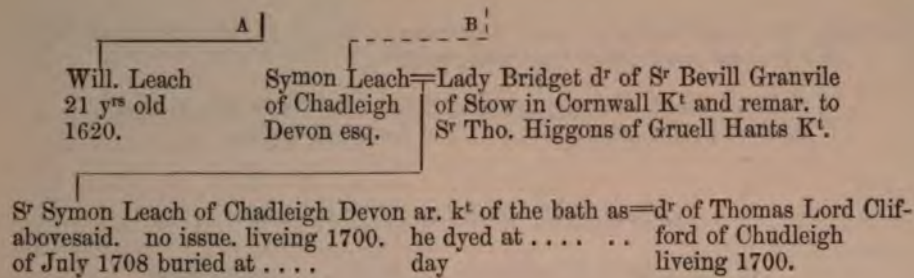 A B
Will. Leach
21 yrs old
1620.
Symon Leach=Lady Bridget dr of Sr Bevill Granvile
of Chadleigh of Stow in Cornwall Kt and remar. to
Devon esq. Sr Tho. Higgons of Gruell Hants Kt.
Sr Symon Leach of Chadleigh Devon ar. kt of the bath as=dr of Thomas Lord Clif-
abovesaid. no issue. liveing 1700. he dyed at .... .. ford of Chudleigh
of July 1708 buried at .... day liveing 1700.